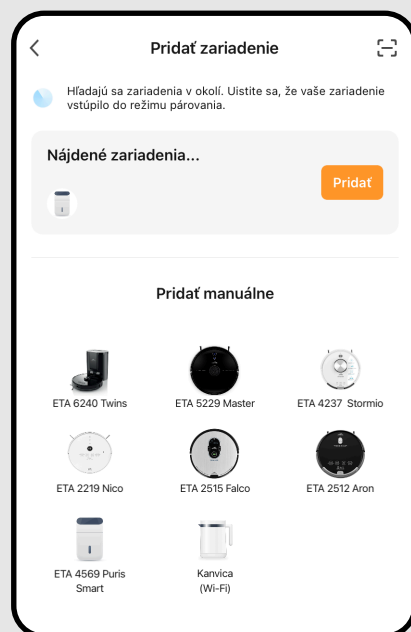 Pridať zariadenie
Hľadajú sa zariadenia v okolí. Uistite sa, že vaše zariadenie
vstúpilo do režimu párovania.
Nájdené zariadenia...
Pridať
Pridať manuálne
ETA 6240 Twins
ETA 5229 Master
ETA 4237 Stormio
ETA 2219 Nico
ETA 2515 Falco
ETA 2512 Aron
ETA 4569 Puris
Smart
Kanvica
(Wi-Fi)